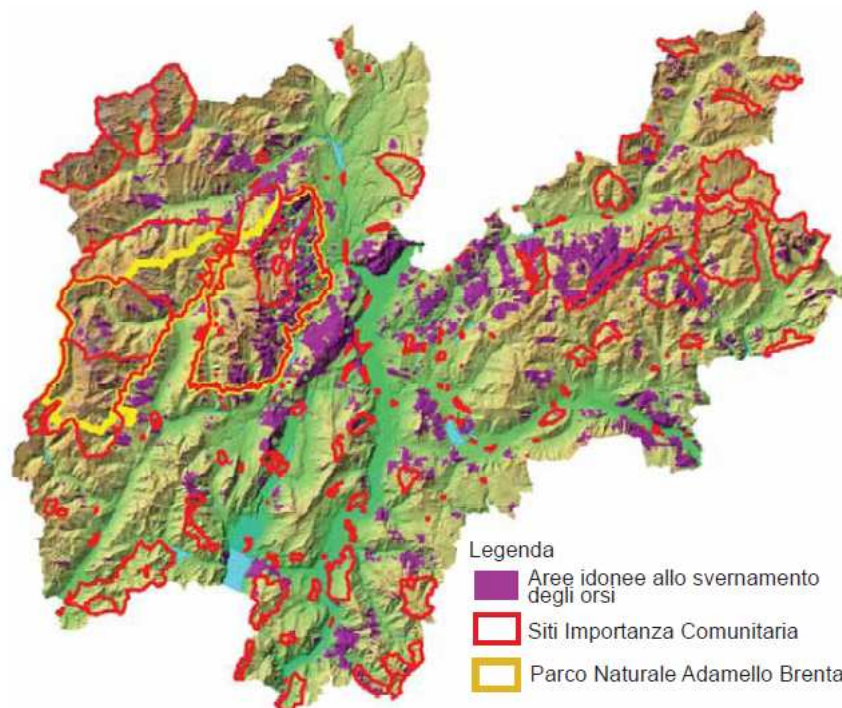 Legenda
Aree idonee allo svernamento
degli orsi
Siti Importanza Comunitaria
Parco Naturale Adamello Brenta